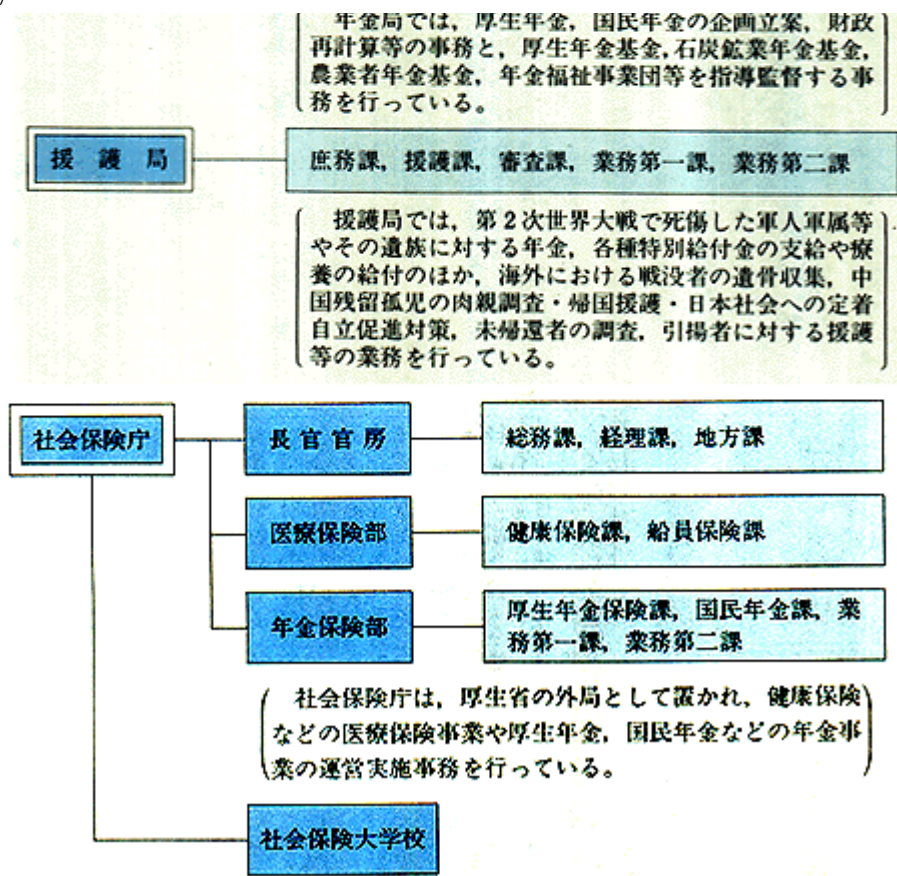 年金局では，厚生年金，国民年金の企画立案，財政
再計算等の事務と，厚生年金基金，石炭鉱業年金基金，
農業者年金基金，年金福祉事業団等を指導監督する事
務を行っている。
援護局
庶務課，援護課，審査課，業務第一課，業務第二課
援護局では，第２次世界大戦で死傷した軍人軍属等
やその遺族に対する年金，各種特別給付金の支給や療
養の給付のほか，海外における戦没者の遺骨収集，中
国残留孤児の肉親調査・帰国援護・日本社会への定着
自立促進対策，未帰還者の調査，引揚者に対する援護
等の業務を行っている。
社会保険庁
長官官房
総務課，経理課，地方課
医療保険部
健康保険課，船員保険課
年金保険部
厚生年金保険課，国民年金課，業
務第一課，業務第二課
社会保険庁は，厚生省の外局として置かれ，健康保険
などの医療保険事業や厚生年金，国民年金などの年金事
業の運営実施事務を行っている。
社会保険大学校